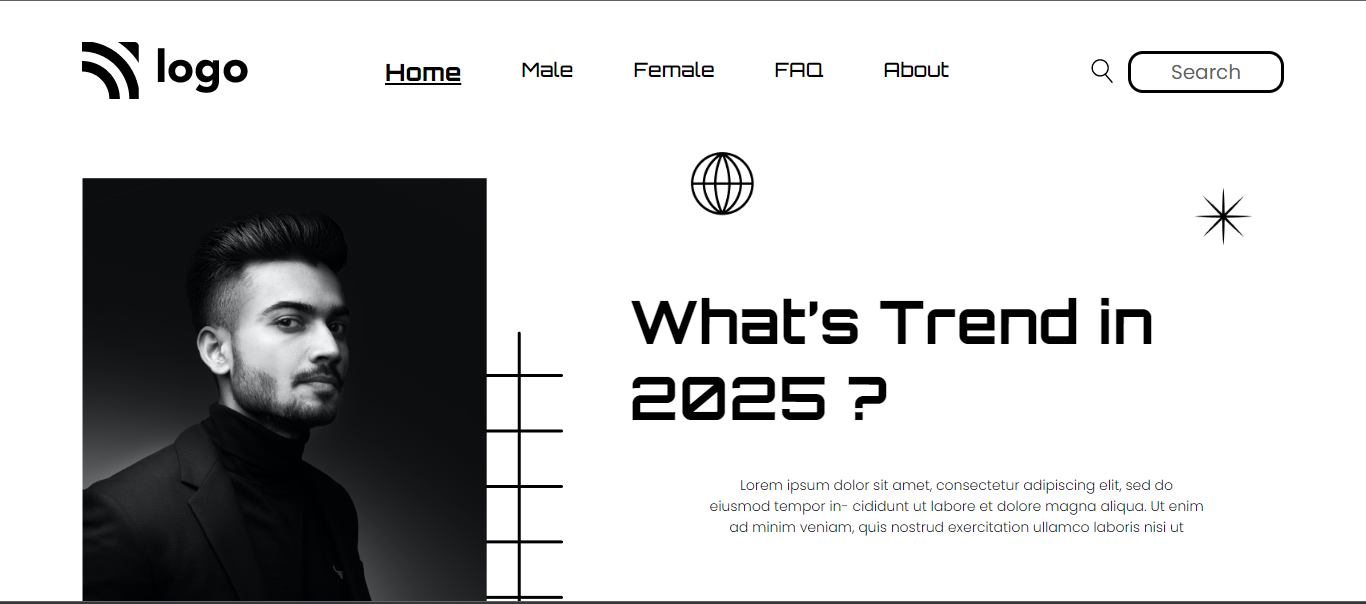 logo
Home
Male
Female
FAQ
About
Search
What's Trend in
2025 ?
Lorem ipsum dolor sit amet, consectetur adipiscing elit, sed do
eiusmod tempor in- cididunt ut labore et dolore magna aliqua. Ut enim
ad minim veniam, quis nostrud exercitation ullamco laboris nisi ut